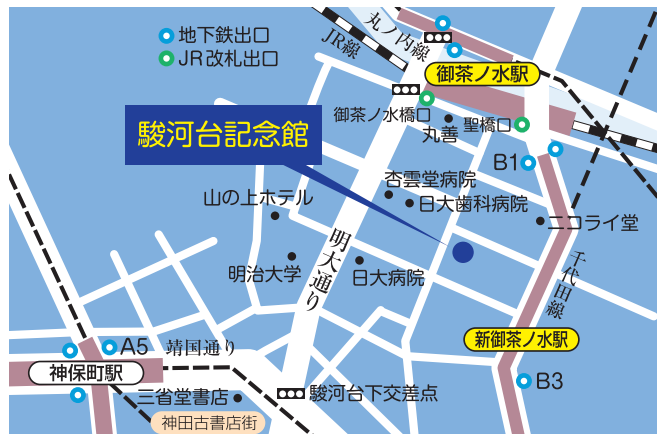 地下鉄出口
JR改札出口
丸ノ内線
JR線
御茶ノ水駅
御茶ノ水橋口
丸善
聖橋口
駿河台記念館
B1
杏雲堂病院
山の上ホテル
日大歯科病院
ニコライ堂
明大通り
明治大学
日大病院
千代田線
A5
靖国通り
新御茶ノ水駅
神保町駅
B3
三省堂書店
駿河台下交差点
神田古書店街